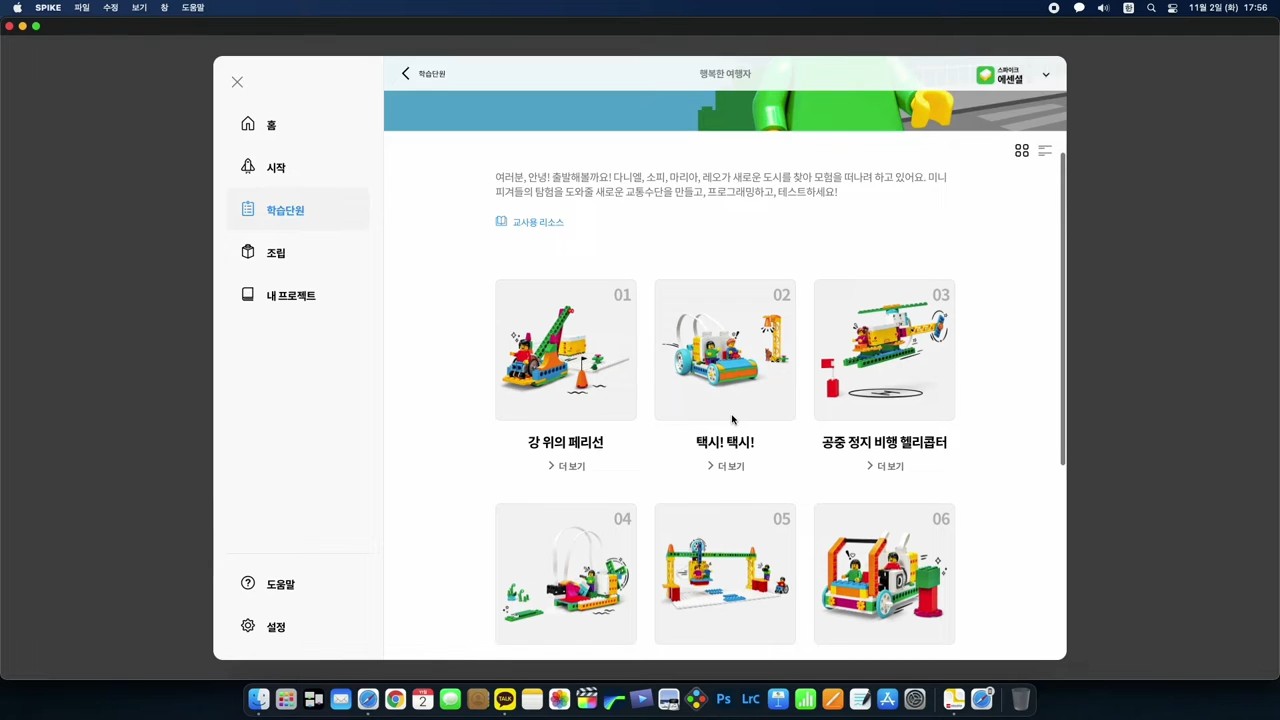 SPIKE 파일 수정 보기 창 도움말
한 11월 2일 (화) 17:56
학습단원
행복한 여행자
스파이크
에센셜
홈
시작
학습단원
조립
내 프로젝트
도움말
설정
여러분, 안녕! 출발해볼까요! 다니엘, 소피, 마리아, 레오가 새로운 도시를 찾아 모험을 떠나려 하고 있어요. 미니
피겨들의 탐험을 도와줄 새로운 교통수단을 만들고, 프로그래밍하고, 테스트하세요!
교사용 리소스
01
02
03
강 위의 페리선
택시! 택시!
공중 정지 비행 헬리콥터
더 보기
더 보기
더 보기
04
05
06
TALK
2
Ps
LrC